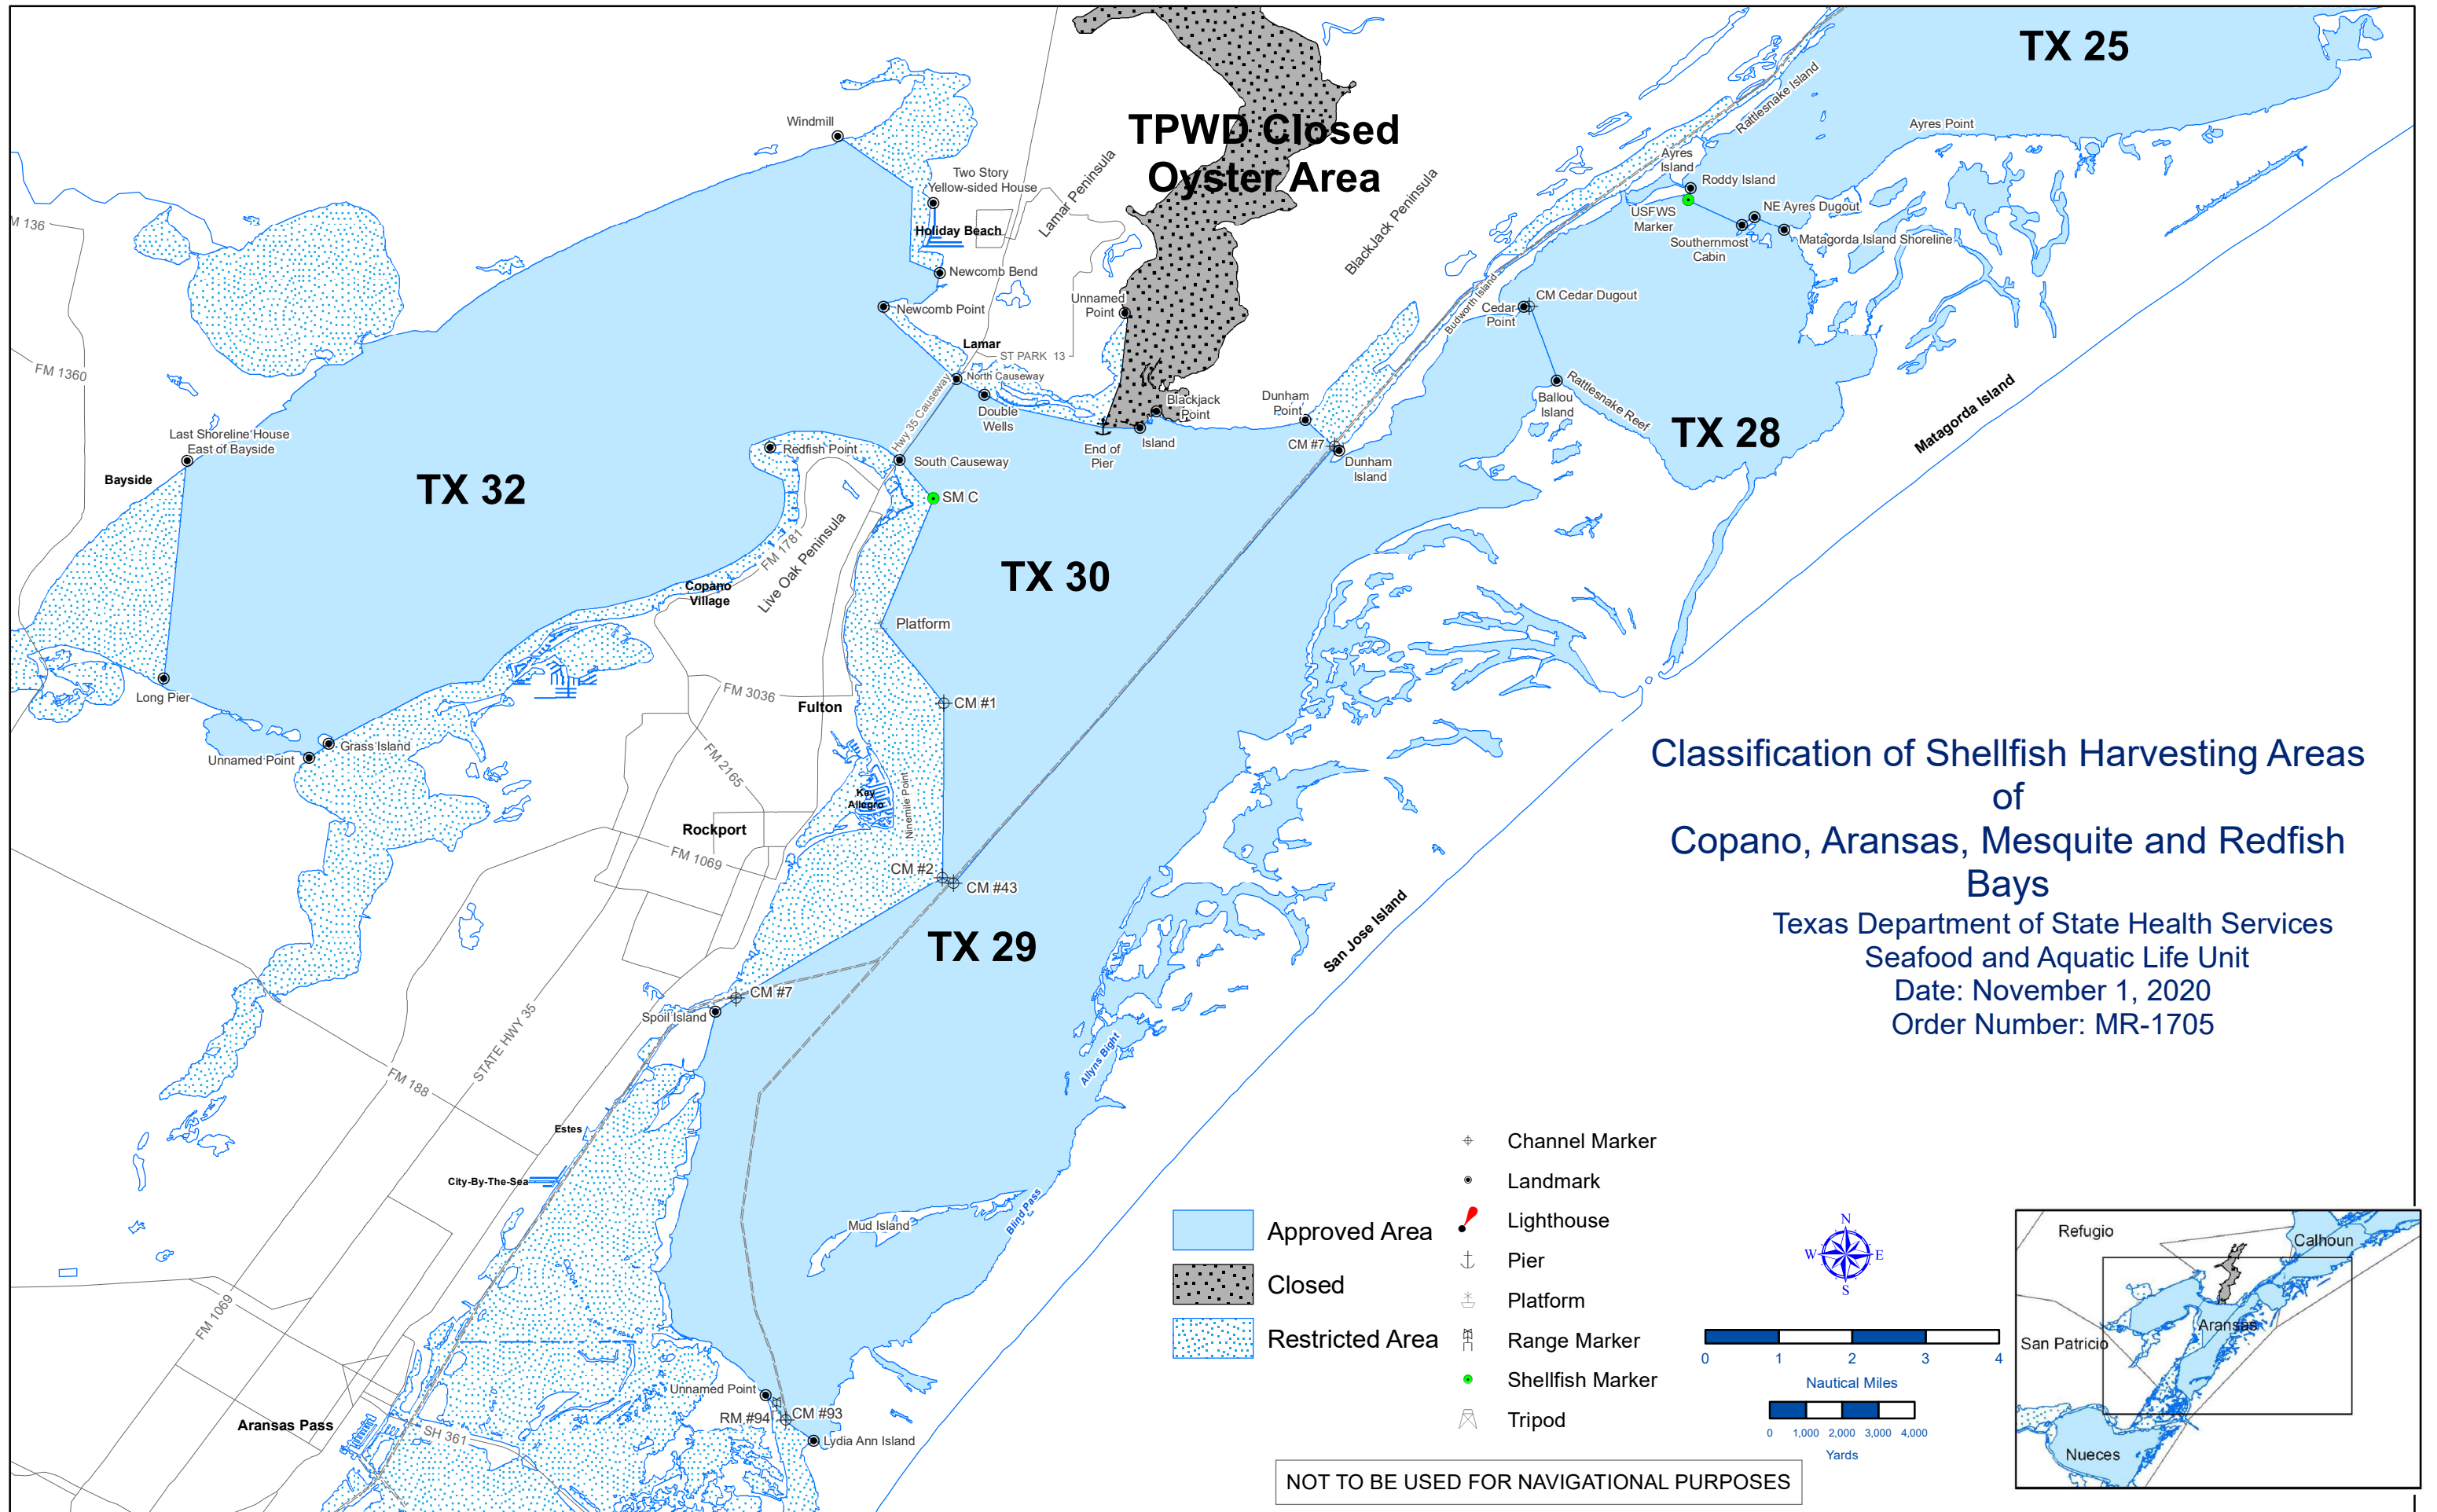 TX 25
Rattlesnake Island
Ayres Point
Windmill
TPWD Closed
Oyster Area
Ayres
Island
Roddy Island
Two Story
Yellow-sided House
Lamar Peninsula
BlackJack Peninsula
USFWS
Marker
NE Ayres Dugout
M 136
Holiday Beach
Southernmost
Cabin
Matagorda Island Shoreline
Newcomb Bend
Newcomb Point
Unnamed
Point
Budworth Island
Cedar
Point
CM Cedar Dugout
Lamar
ST PARK 13
FM 1360
North Causeway
Hwy 35 Causeway
Double
Wells
Blackjack
Point
Dunham
Point
Ballou
Island
Rattlesnake Reef
TX 28
Matagorda Island
Last Shoreline House
East of Bayside
Redfish Point
End of
Pier
Island
CM #7
Dunham
Island
South Causeway
Bayside
TX 32
SM C
FM 1781
Live Oak Peninsula
TX 30
Copano
Village
Platform
Long Pier
FM 3036
Fulton
CM #1
Grass Island
Unnamed Point
FM 2165
Key
Allegro
Ninemile Point
Rockport
FM 1069
CM #2
CM #43
TX 29
San Jose Island
Classification of Shellfish Harvesting Areas
of
Copano, Aransas, Mesquite and Redfish
Bays
Texas Department of State Health Services
Seafood and Aquatic Life Unit
Date: November 1, 2020
Order Number: MR-1705
CM #7
Spoil Island
STATE HWY 35
FM 188
Allyns Bight
Estes
City-By-The-Sea
Mud Island
Blind Pass
FM 1069
Unnamed Point
RM #94
CM #93
Lydia Ann Island
Aransas Pass
SH 361
Approved Area
Closed
Restricted Area
Channel Marker
Landmark
Lighthouse
Pier
Platform
Range Marker
Shellfish Marker
Tripod
N
W E
S
0 1 2 3 4
Nautical Miles
0 1,000 2,000 3,000 4,000
Yards
NOT TO BE USED FOR NAVIGATIONAL PURPOSES
Refugio
Calhoun
Aransas
San Patricio
Nueces